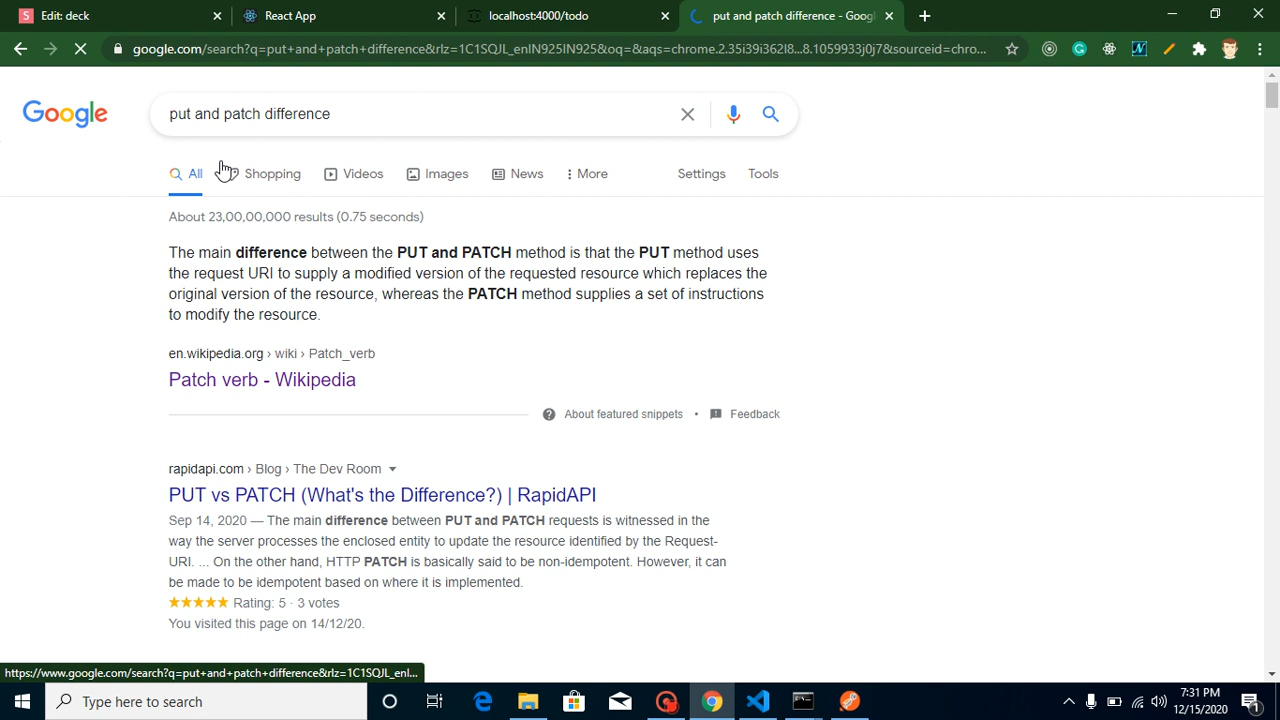 Edit: deck
React App
localhost:4000/todo
put and patch difference - Goog
google.com/search?q=put+and+patch+difference&rlz=1C1SQJL_enIN925IN925&oq=&aqs=chrome.2.35i39i362l8...8.1059933j0j7&sourceid=chro...
Google
put and patch difference
All
Shopping
Videos
Images
News
More
Settings
Tools
About 23,00,00,000 results (0.75 seconds)
The main difference between the PUT and PATCH method is that the PUT method uses
the request URI to supply a modified version of the requested resource which replaces the
original version of the resource, whereas the PATCH method supplies a set of instructions
to modify the resource.
en.wikipedia.org › wiki › Patch_verb
Patch verb - Wikipedia
About featured snippets
•
Feedback
rapidapi.com › Blog › The Dev Room
PUT vs PATCH (What's the Difference?) | RapidAPI
Sep 14, 2020 — The main difference between PUT and PATCH requests is witnessed in the
way the server processes the enclosed entity to update the resource identified by the Request-
URI. ... On the other hand, HTTP PATCH is basically said to be non-idempotent. However, it can
be made to be idempotent based on where it is implemented.
★★★★★ Rating: 5 · 3 votes
You visited this page on 14/12/20.
https://www.google.com/search?q=put+and+patch+difference&rlz=1C1SQJL_enl...
Type here to search
7:31 PM
12/15/2020
1